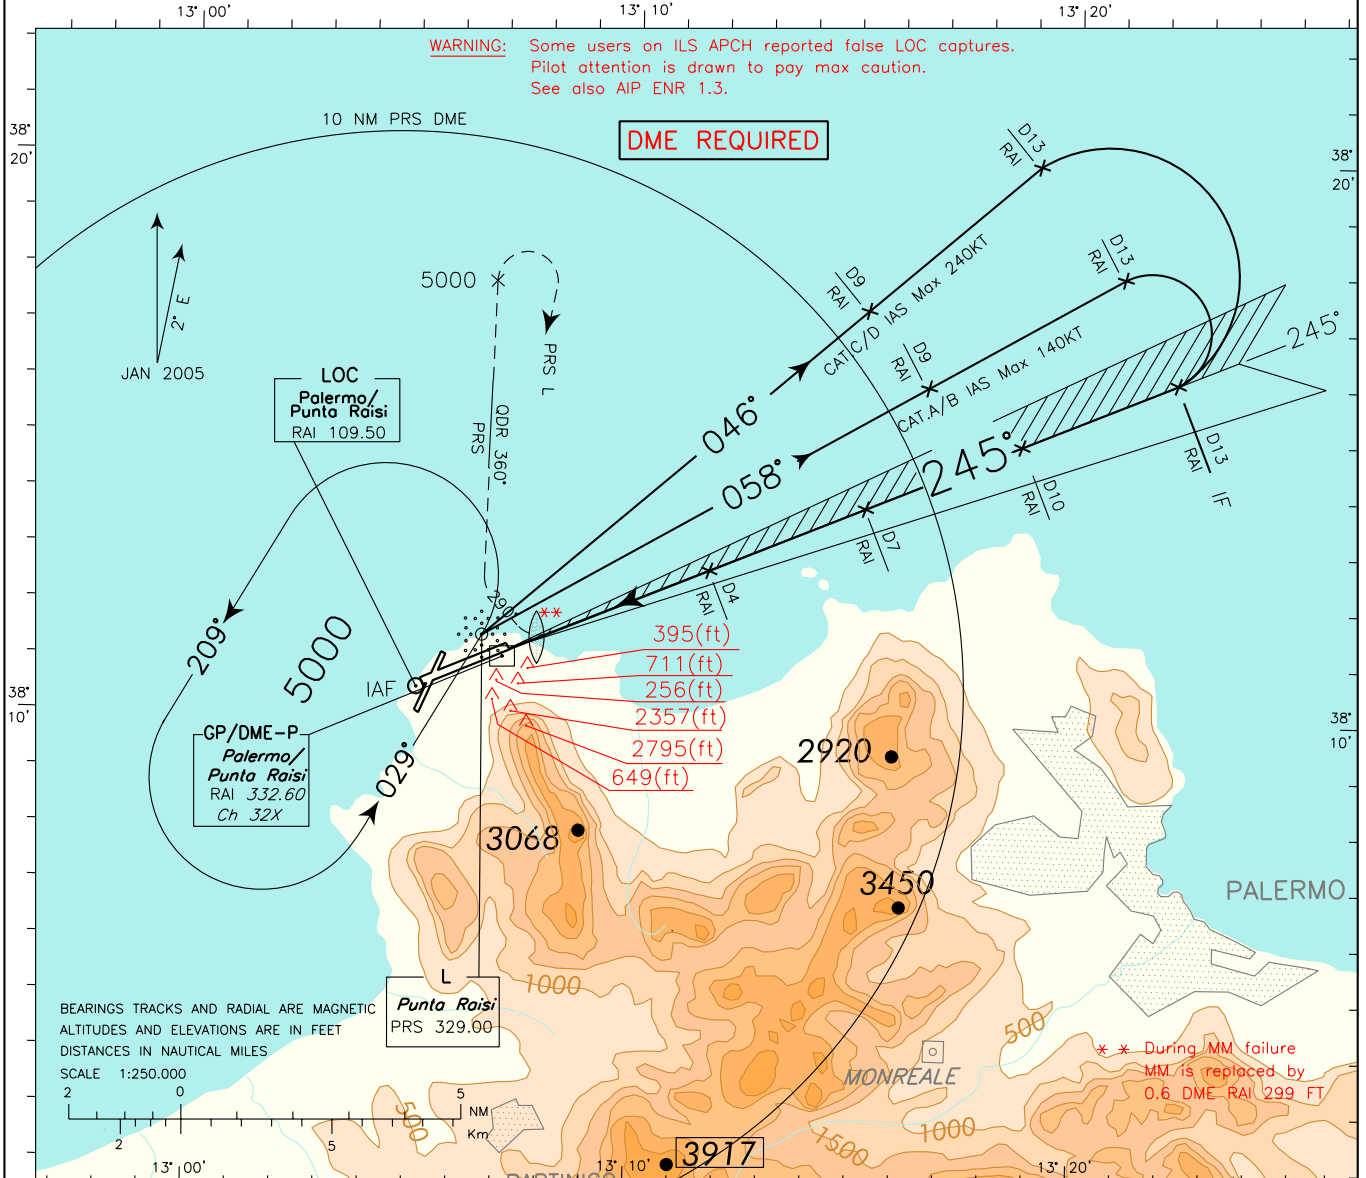 13° 00'
13° 10'
13° 20'
WARNING: Some users on ILS APCH reported false LOC captures.
Pilot attention is drawn to pay max caution.
See also AIP ENR 1.3.
10 NM PRS DME
DME REQUIRED
38°
20'
38°
20'
D13
RAI
D13
RAI
D9
RAI
D9
RAI
CAT.C/D IAS Max 240KT
CAT.A/B IAS Max 140KT
5000
2° E
JAN 2005
PRS L
QDR 360°
PRS
LOC
Palermo/
Punta Raisi
RAI 109.50
046°
058°
245°
245°
D13
RAI
IF
D10
RAI
D7
RAI
D4
RAI
290
**
209°
5000
IAF
029°
38°
10'
38°
10'
395(ft)
711(ft)
256(ft)
2357(ft)
2795(ft)
649(ft)
GP/DME-P
Palermo/
Punta Raisi
RAI 332.60
Ch 32X
2920
3068
3450
PALERMO
1000
500
L
Punta Raisi
PRS 329.00
BEARINGS TRACKS AND RADIAL ARE MAGNETIC
ALTITUDES AND ELEVATIONS ARE IN FEET
DISTANCES IN NAUTICAL MILES
SCALE 1:250.000
2 0 5
NM
Km
2 5
MONREALE
* * During MM failure
MM is replaced by
0.6 DME RAI 299 FT
500
1500
1000
3917
13° 00'
13° 10'
13° 20'